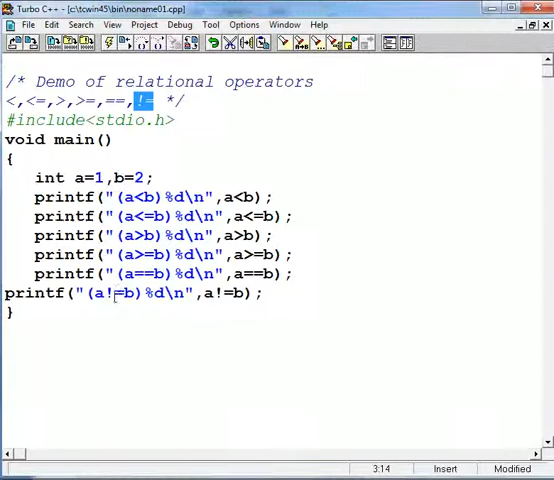 Turbo C++ - [c:\tcwin45\bin\noname01.cpp]
File Edit Search View Project Debug Tool Options Window Help
/* Demo of relational operators
<,<=,>,>=,==,!= */
#include<stdio.h>
void main()
{
int a=1,b=2;
printf("(a<b)%d\n",a<b);
printf("(a<=b)%d\n",a<=b);
printf("(a>b)%d\n",a>b);
printf("(a>=b)%d\n",a>=b);
printf("(a==b)%d\n",a==b);
printf("(a!=b)%d\n",a!=b);
}
3:14 Insert Modified